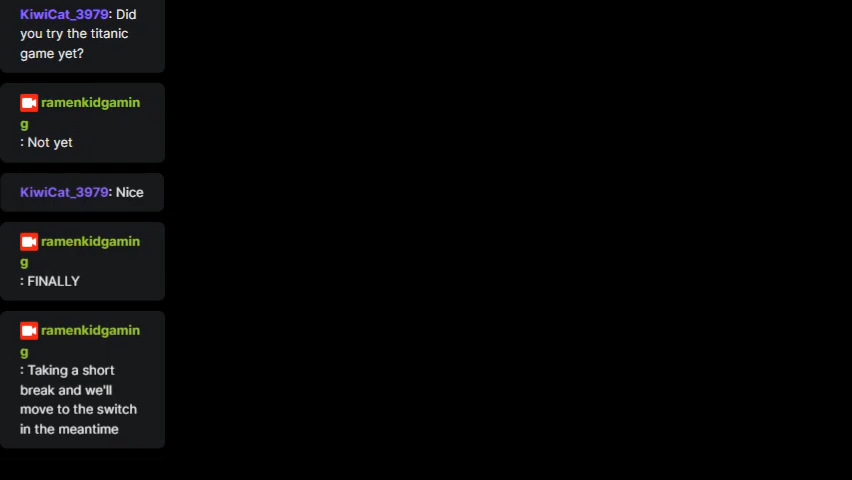 KiwiCat_3979: Did
you try the titanic
game yet?
ramenkidgamin
g
: Not yet
KiwiCat_3979: Nice
ramenkidgamin
g
: FINALLY
ramenkidgamin
g
: Taking a short
break and we'll
move to the switch
in the meantime